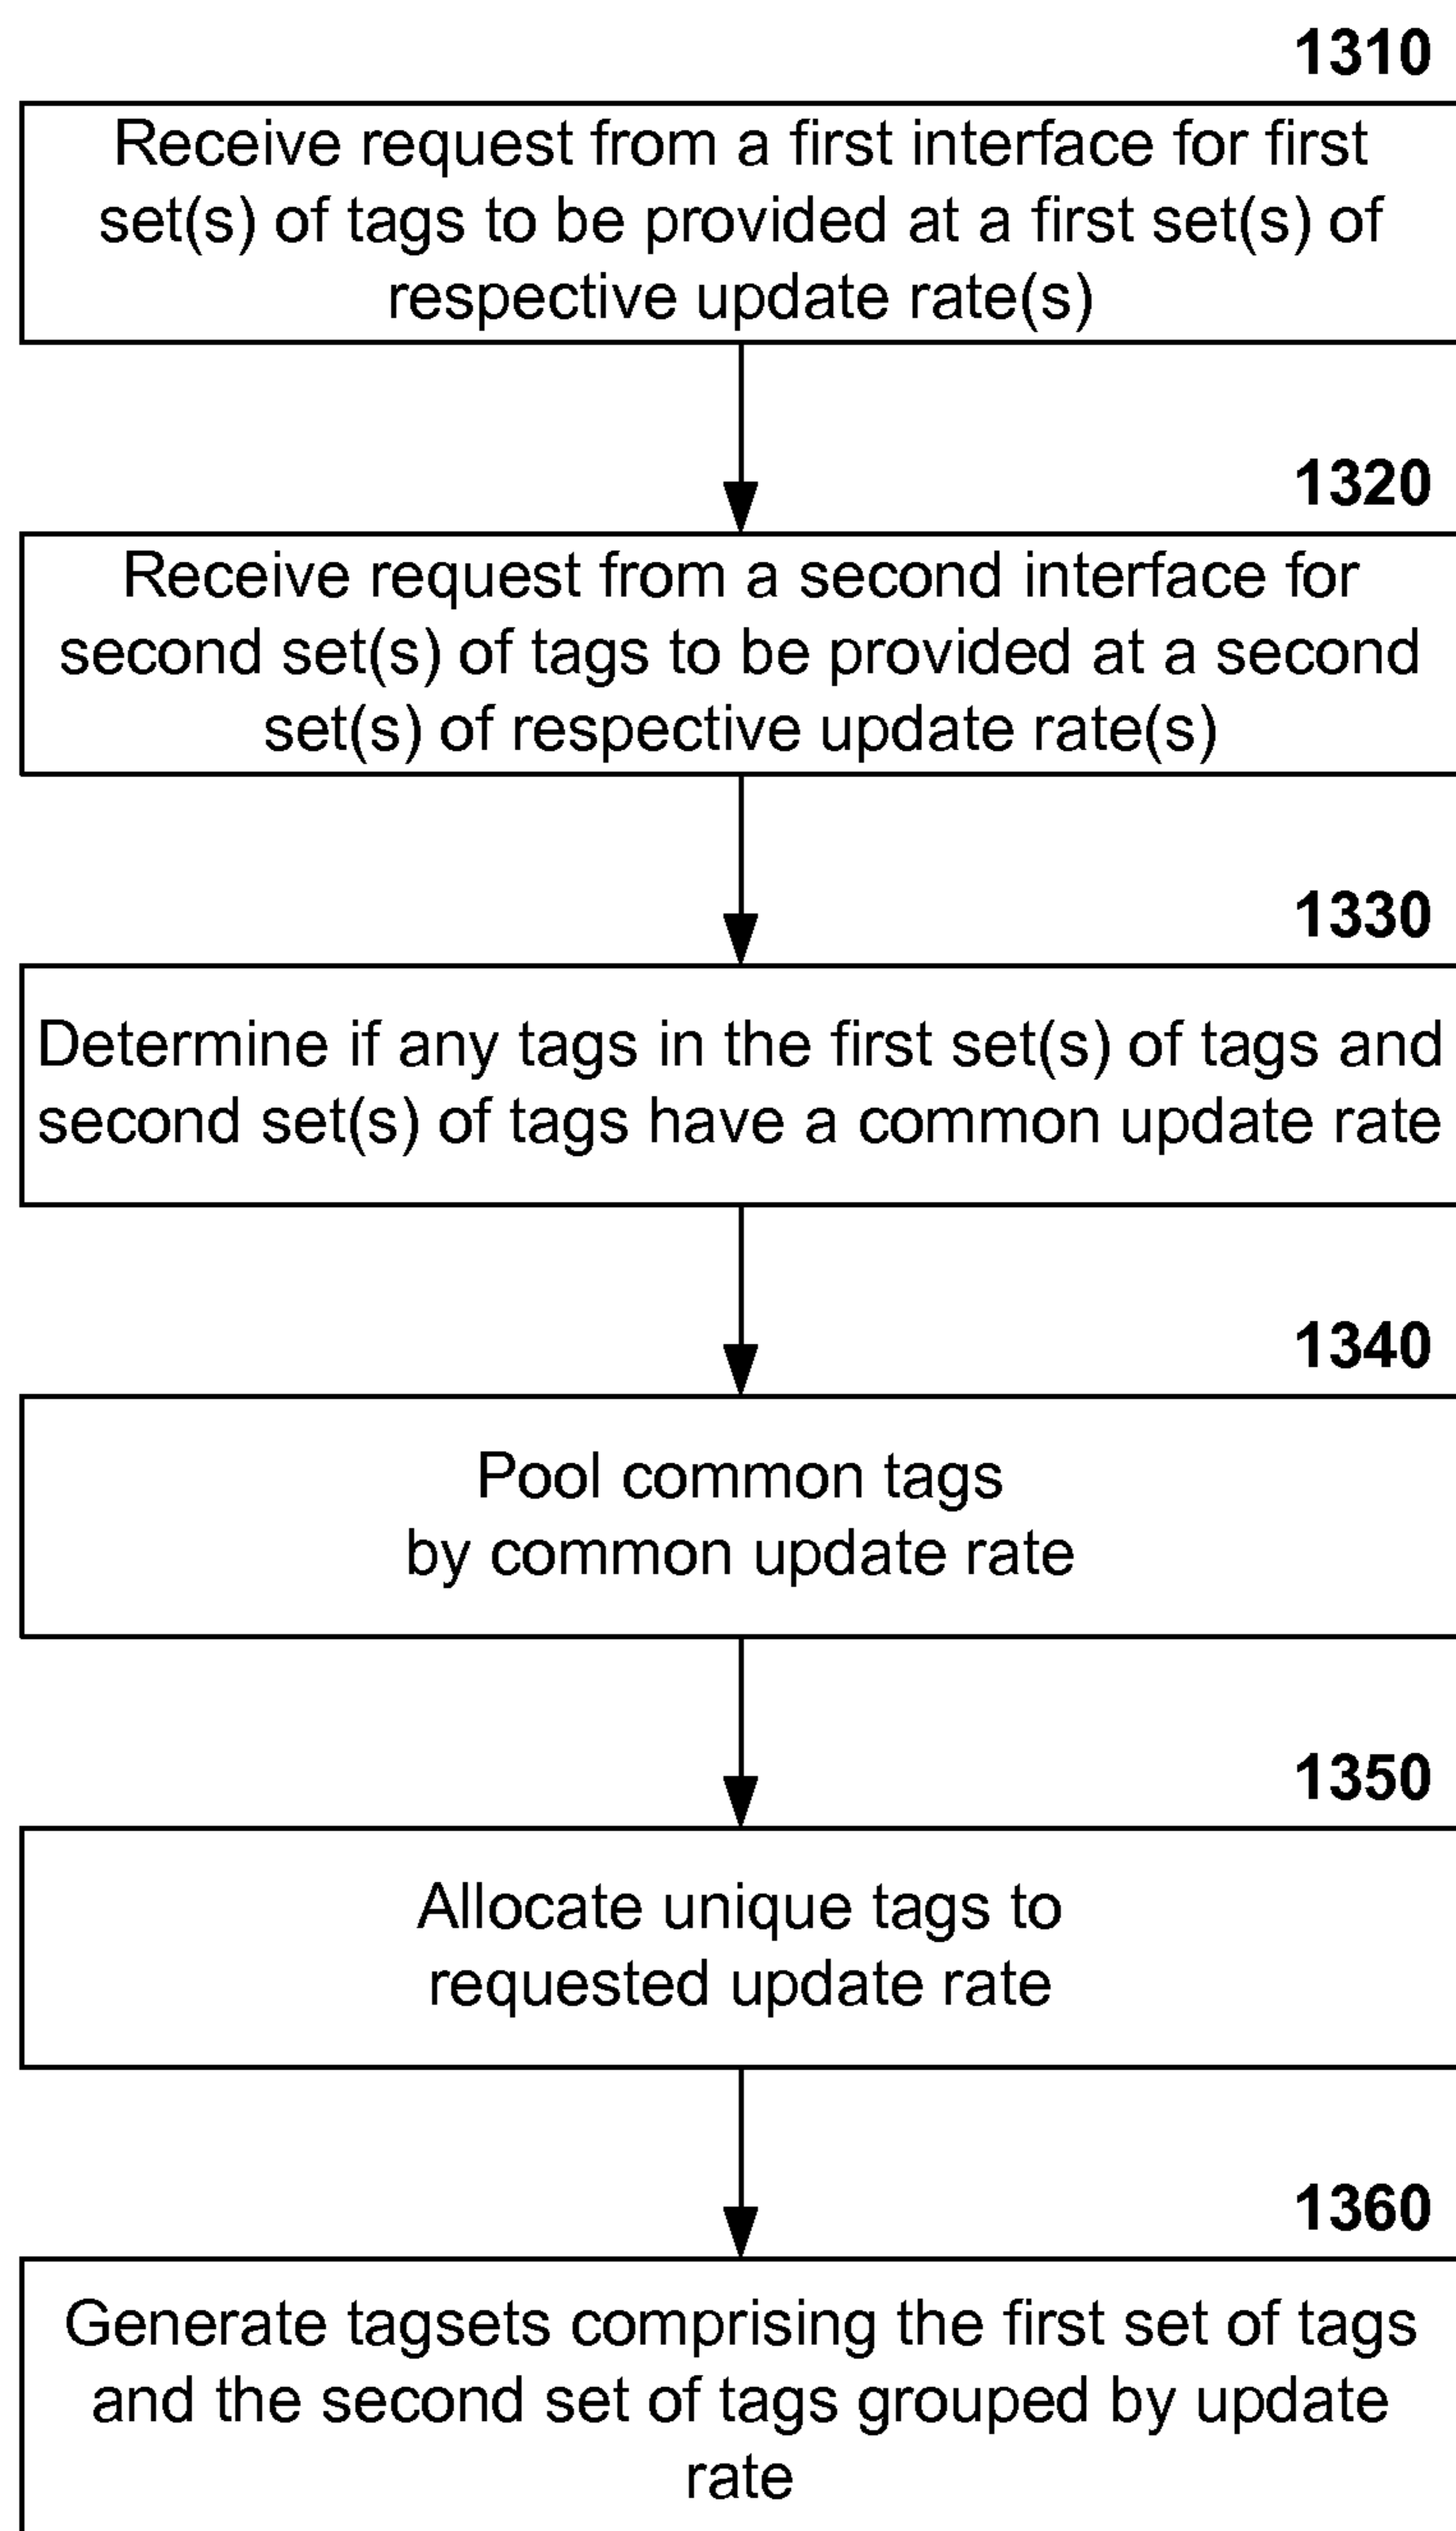 1310
Receive request from a first interface for first
set(s) of tags to be provided at a first set(s) of
respective update rate(s)
1320
Receive request from a second interface for
second set(s) of tags to be provided at a second
set(s) of respective update rate(s)
1330
Determine if any tags in the first set(s) of tags and
second set(s) of tags have a common update rate
1340
Pool common tags
by common update rate
1350
Allocate unique tags to
requested update rate
1360
Generate tagsets comprising the first set of tags
and the second set of tags grouped by update
rate